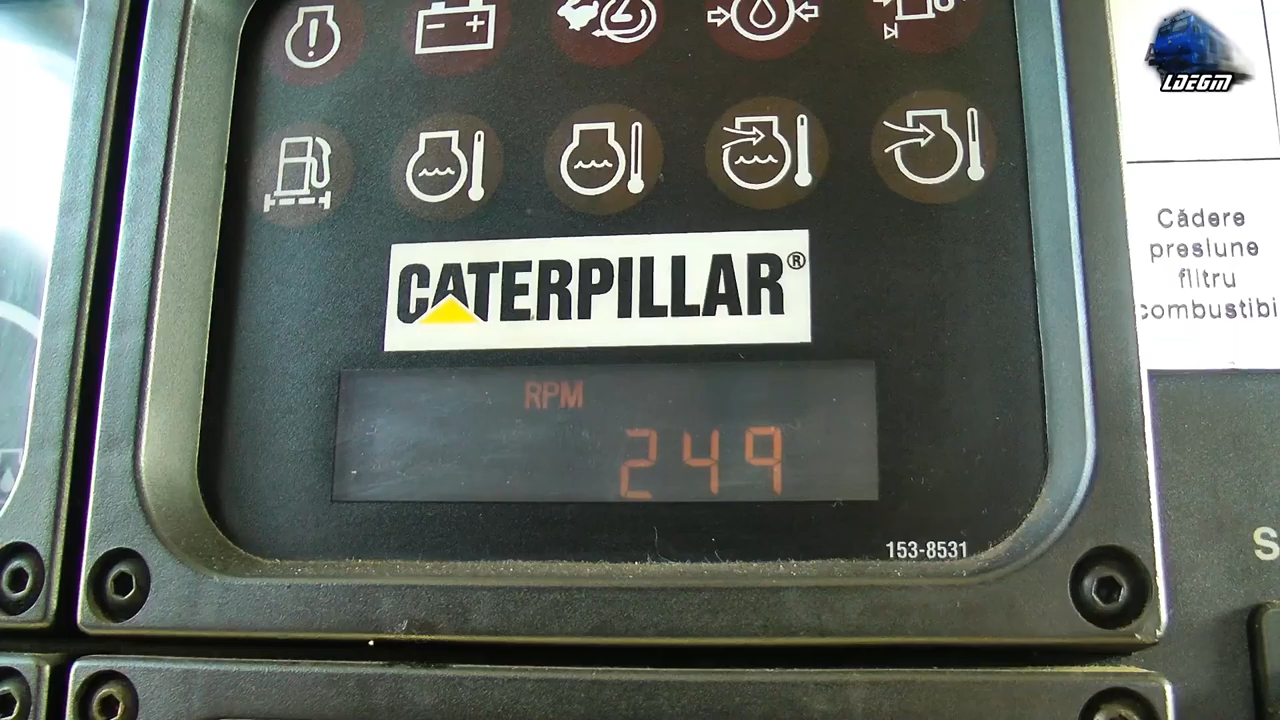 LDEGM
Cădere
presiune
filtru
combustibi
CATERPILLAR®
RPM
249
153-8531
S